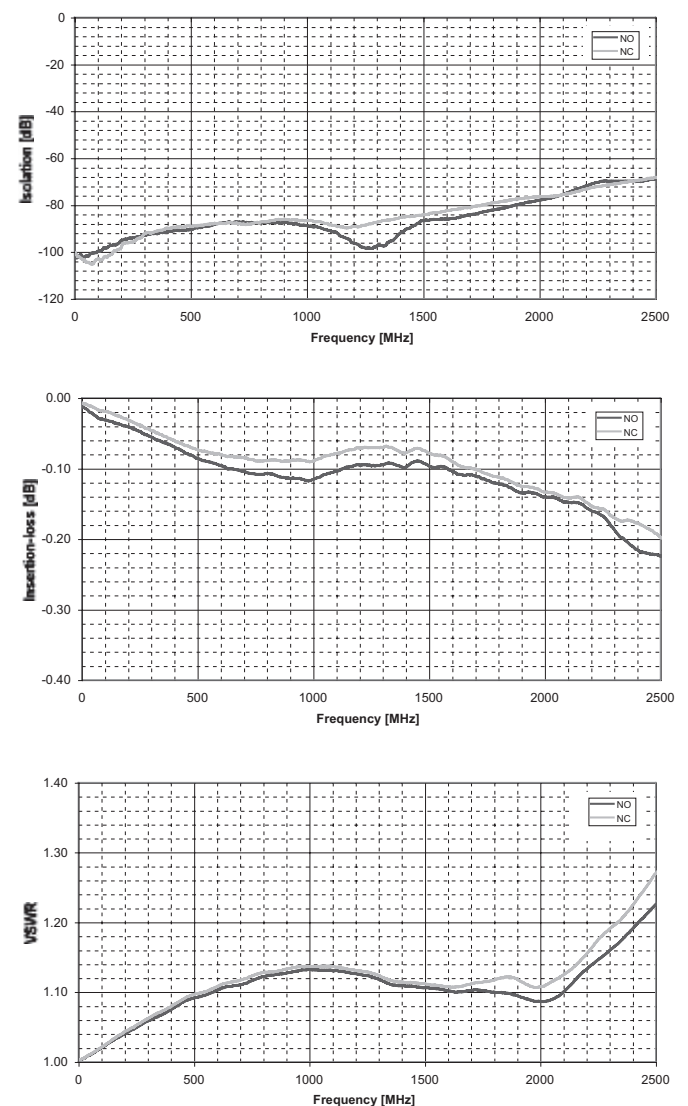 0
-20
-40
-60
-80
-100
-120
Isolation [dB]
NO
NC
0 500 1000 1500 2000 2500
Frequency [MHz]
0.00
-0.10
-0.20
-0.30
-0.40
Insertion-loss [dB]
NO
NC
0 500 1000 1500 2000 2500
Frequency [MHz]
1.40
1.30
1.20
1.10
1.00
VSWR
NO
NC
0 500 1000 1500 2000 2500
Frequency [MHz]